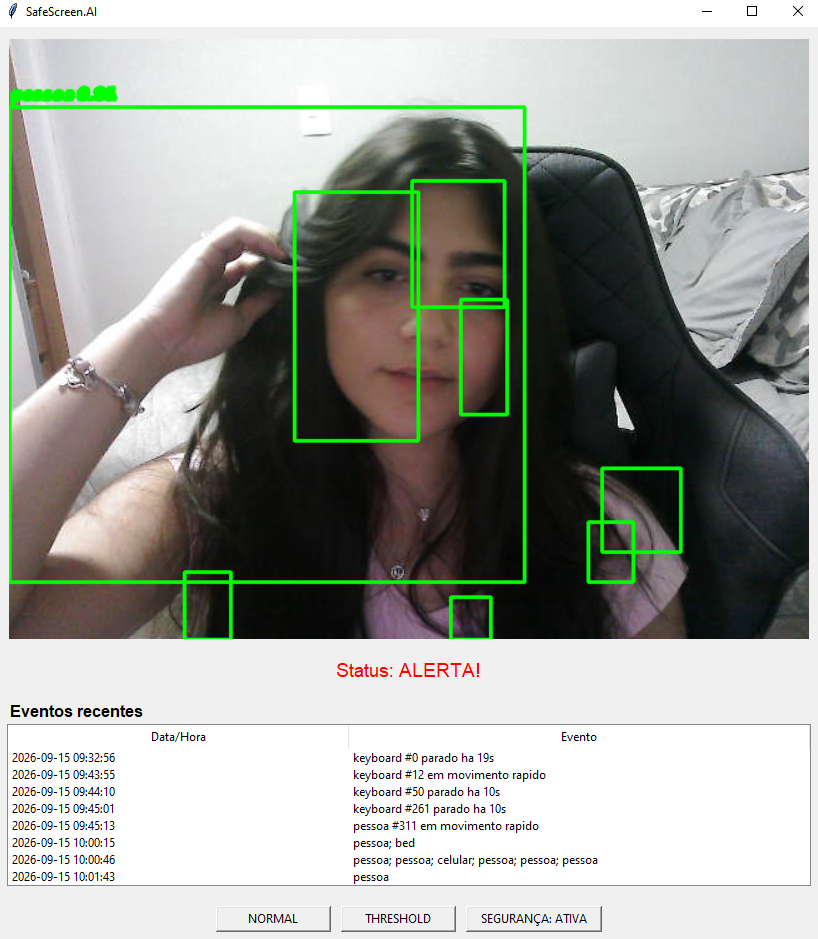 SafeScreen.AI
Status: ALERTA!
Eventos recentes
Data/Hora Evento
2026-09-15 09:32:56 keyboard #0 parado ha 19s
2026-09-15 09:43:55 keyboard #12 em movimento rapido
2026-09-15 09:44:10 keyboard #50 parado ha 10s
2026-09-15 09:45:01 keyboard #261 parado ha 10s
2026-09-15 09:45:13 pessoa #311 em movimento rapido
2026-09-15 10:00:15 pessoa; bed
2026-09-15 10:00:46 pessoa; pessoa; celular; pessoa; pessoa; pessoa
2026-09-15 10:01:43 pessoa
NORMAL THRESHOLD SEGURANÇA: ATIVA